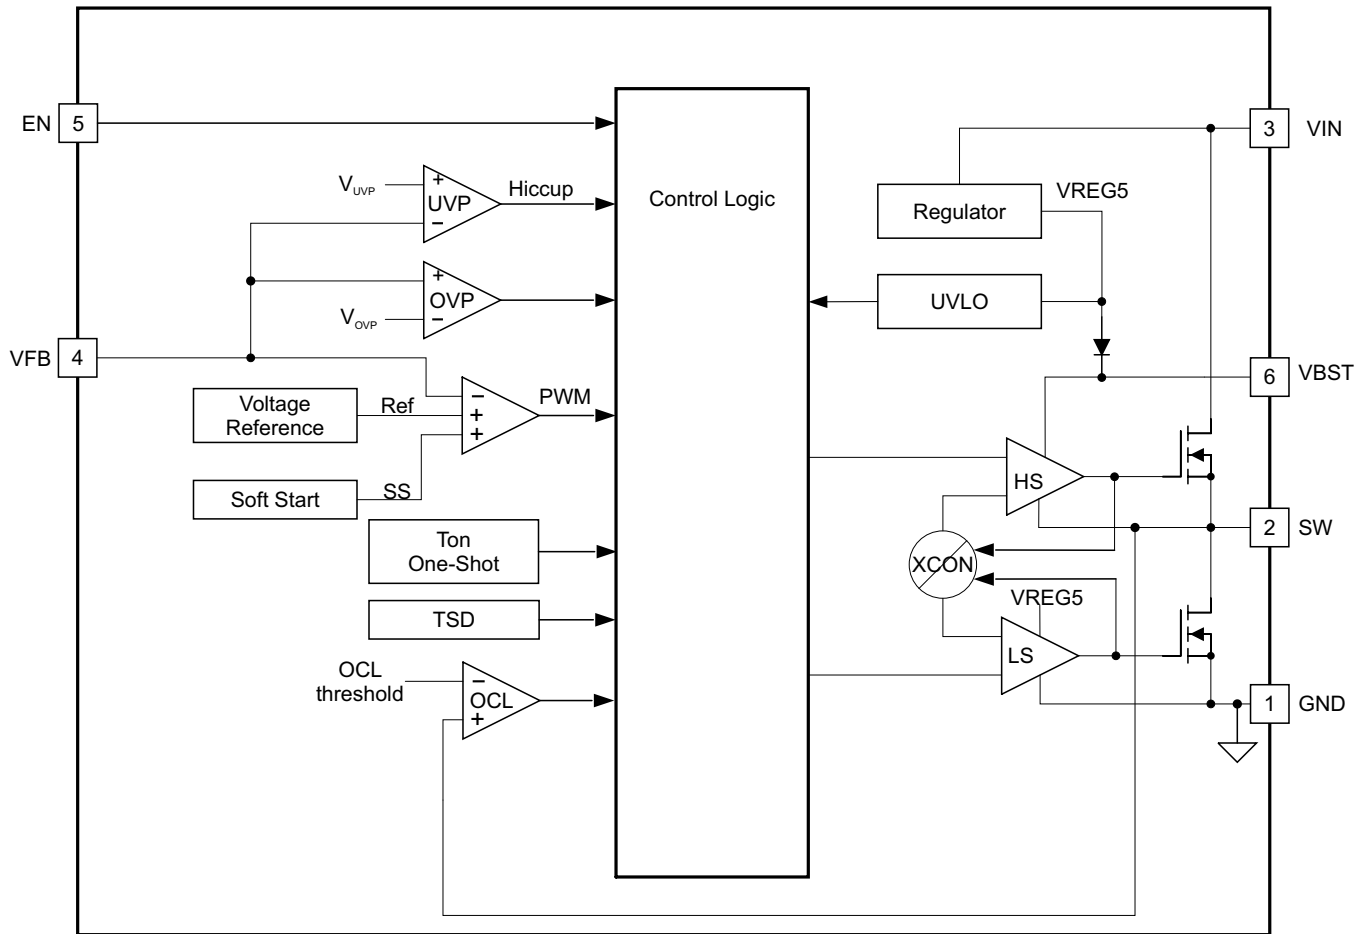 EN
5
V_UVP
+
UVP
−
Hiccup
+
OVP
−
V_OVP
VFB
4
Voltage
Reference
Ref
−
+
+
PWM
Soft Start
SS
Ton
One-Shot
TSD
OCL
threshold
−
OCL
+
Control Logic
3
VIN
Regulator
VREG5
UVLO
6
VBST
HS
2
SW
XCON
VREG5
LS
1
GND